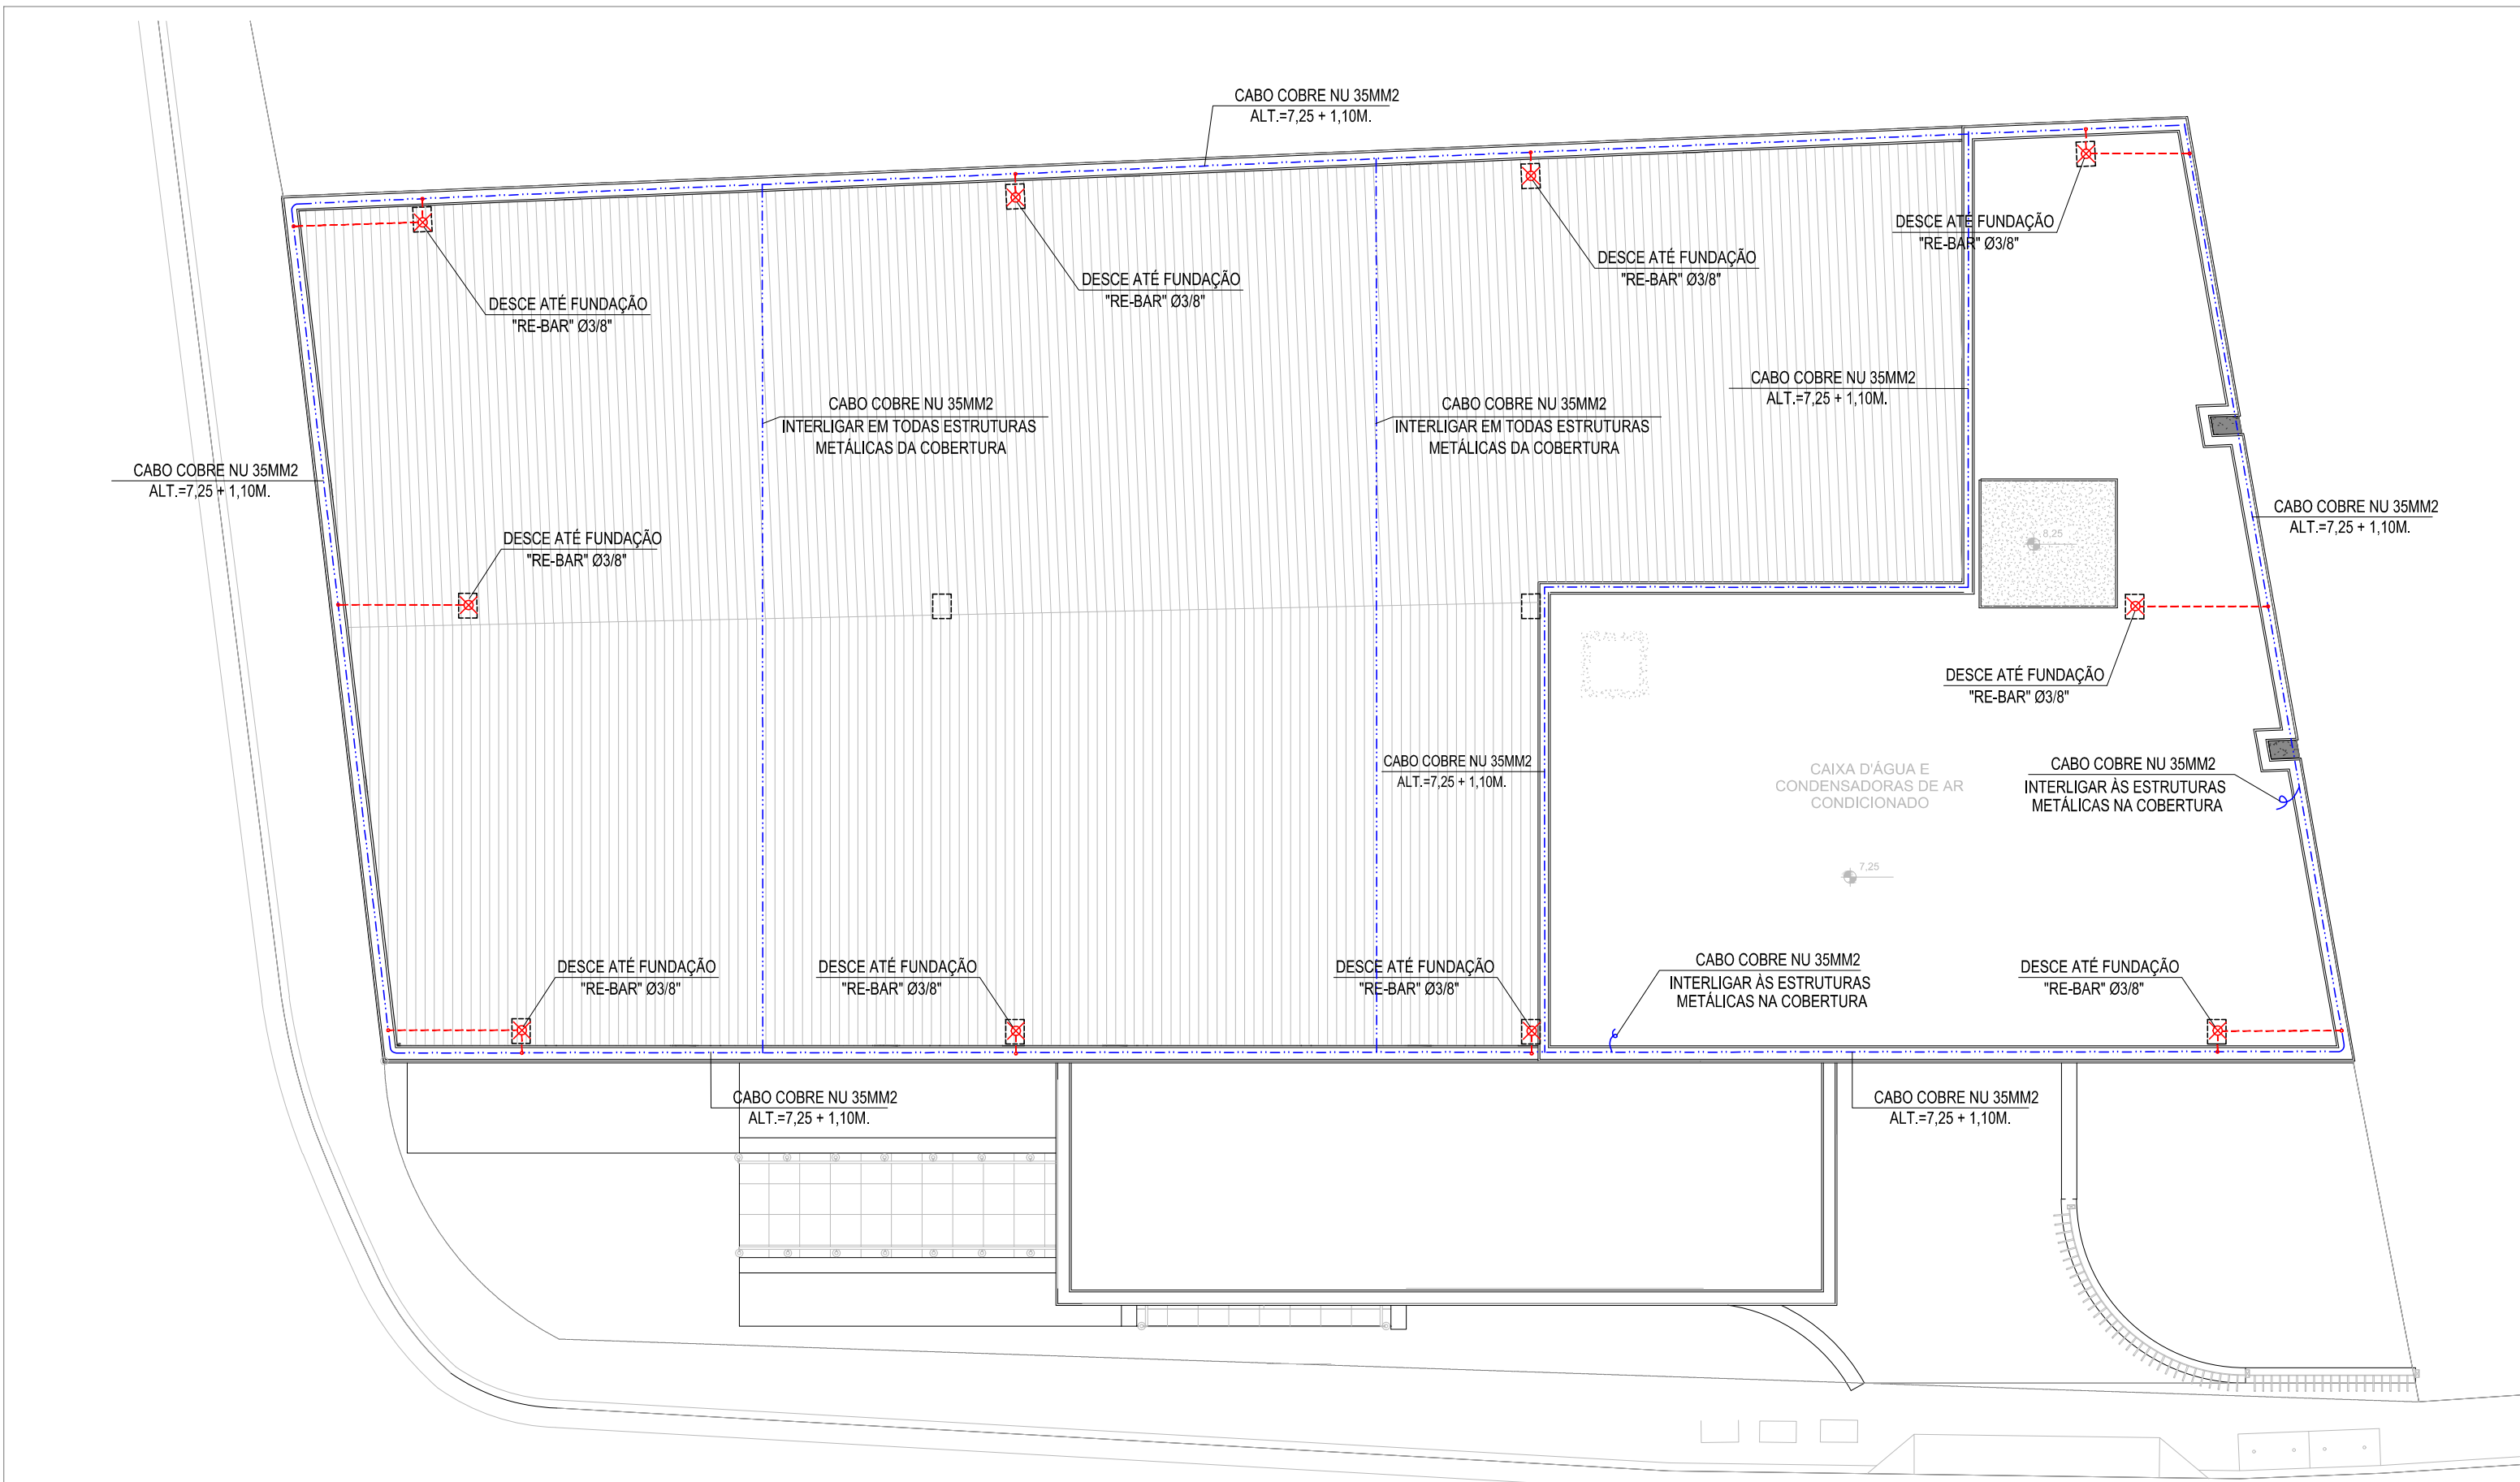 CABO COBRE NU 35MM2
ALT.=7,25 + 1,10M.
DESCE ATÉ FUNDAÇÃO
"RE-BAR" Ø3/8"
DESCE ATÉ FUNDAÇÃO
"RE-BAR" Ø3/8"
DESCE ATÉ FUNDAÇÃO
"RE-BAR" Ø3/8"
DESCE ATÉ FUNDAÇÃO
"RE-BAR" Ø3/8"
CABO COBRE NU 35MM2
ALT.=7,25 + 1,10M.
CABO COBRE NU 35MM2
INTERLIGAR EM TODAS ESTRUTURAS
METÁLICAS DA COBERTURA
CABO COBRE NU 35MM2
INTERLIGAR EM TODAS ESTRUTURAS
METÁLICAS DA COBERTURA
CABO COBRE NU 35MM2
ALT.=7,25 + 1,10M.
CABO COBRE NU 35MM2
ALT.=7,25 + 1,10M.
DESCE ATÉ FUNDAÇÃO
"RE-BAR" Ø3/8"
8,25
DESCE ATÉ FUNDAÇÃO
"RE-BAR" Ø3/8"
CABO COBRE NU 35MM2
ALT.=7,25 + 1,10M.
CAIXA D'ÁGUA E
CONDENSADORAS DE AR
CONDICIONADO
CABO COBRE NU 35MM2
INTERLIGAR ÀS ESTRUTURAS
METÁLICAS NA COBERTURA
7,25
DESCE ATÉ FUNDAÇÃO
"RE-BAR" Ø3/8"
DESCE ATÉ FUNDAÇÃO
"RE-BAR" Ø3/8"
DESCE ATÉ FUNDAÇÃO
"RE-BAR" Ø3/8"
CABO COBRE NU 35MM2
INTERLIGAR ÀS ESTRUTURAS
METÁLICAS NA COBERTURA
DESCE ATÉ FUNDAÇÃO
"RE-BAR" Ø3/8"
CABO COBRE NU 35MM2
ALT.=7,25 + 1,10M.
CABO COBRE NU 35MM2
ALT.=7,25 + 1,10M.